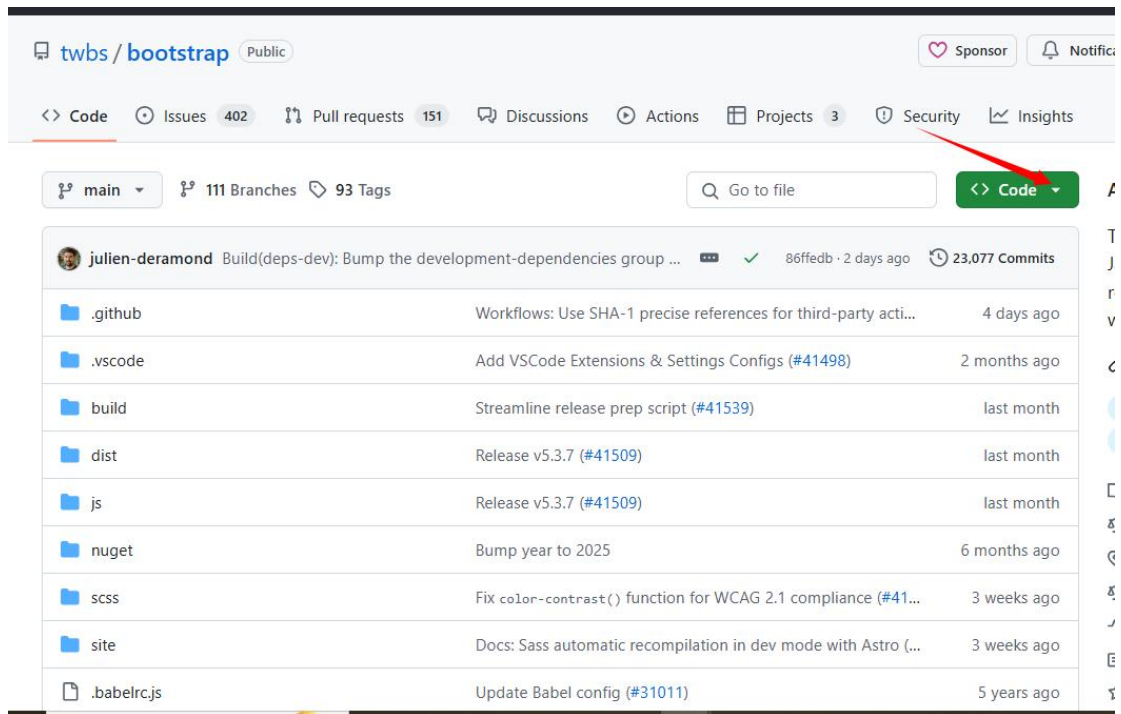 twbs / bootstrap Public Sponsor Notific
Code Issues 402 Pull requests 151 Discussions Actions Projects 3 Security Insights
main 111 Branches 93 Tags Go to file Code
julien-deramond Build(deps-dev): Bump the development-dependencies group ... 86ffedb · 2 days ago 23,077 Commits
.github Workflows: Use SHA-1 precise references for third-party acti... 4 days ago
.vscode Add VSCode Extensions & Settings Configs (#41498) 2 months ago
build Streamline release prep script (#41539) last month
dist Release v5.3.7 (#41509) last month
js Release v5.3.7 (#41509) last month
nuget Bump year to 2025 6 months ago
scss Fix color-contrast() function for WCAG 2.1 compliance (#41... 3 weeks ago
site Docs: Sass automatic recompilation in dev mode with Astro (... 3 weeks ago
.babelrc.js Update Babel config (#31011) 5 years ago